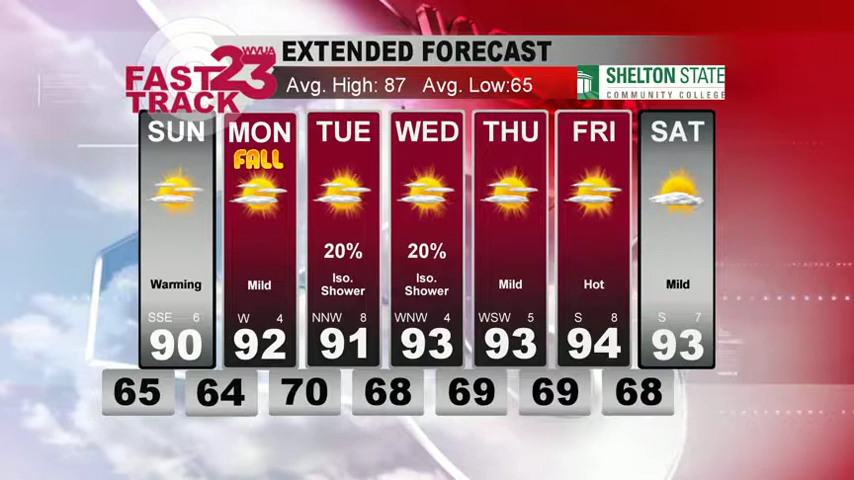 WVUA
23
FAST
TRACK
EXTENDED FORECAST
Avg. High: 87 Avg. Low:65
SHELTON STATE
COMMUNITY COLLEGE
SUN MON TUE WED THU FRI SAT
FALL
20% 20%
Warming Mild Iso. Shower Iso. Shower Mild Hot Mild
SSE 6 W 4 NNW 8 WNW 4 WSW 5 S 8 S 7
90 92 91 93 93 94 93
65 64 70 68 69 69 68